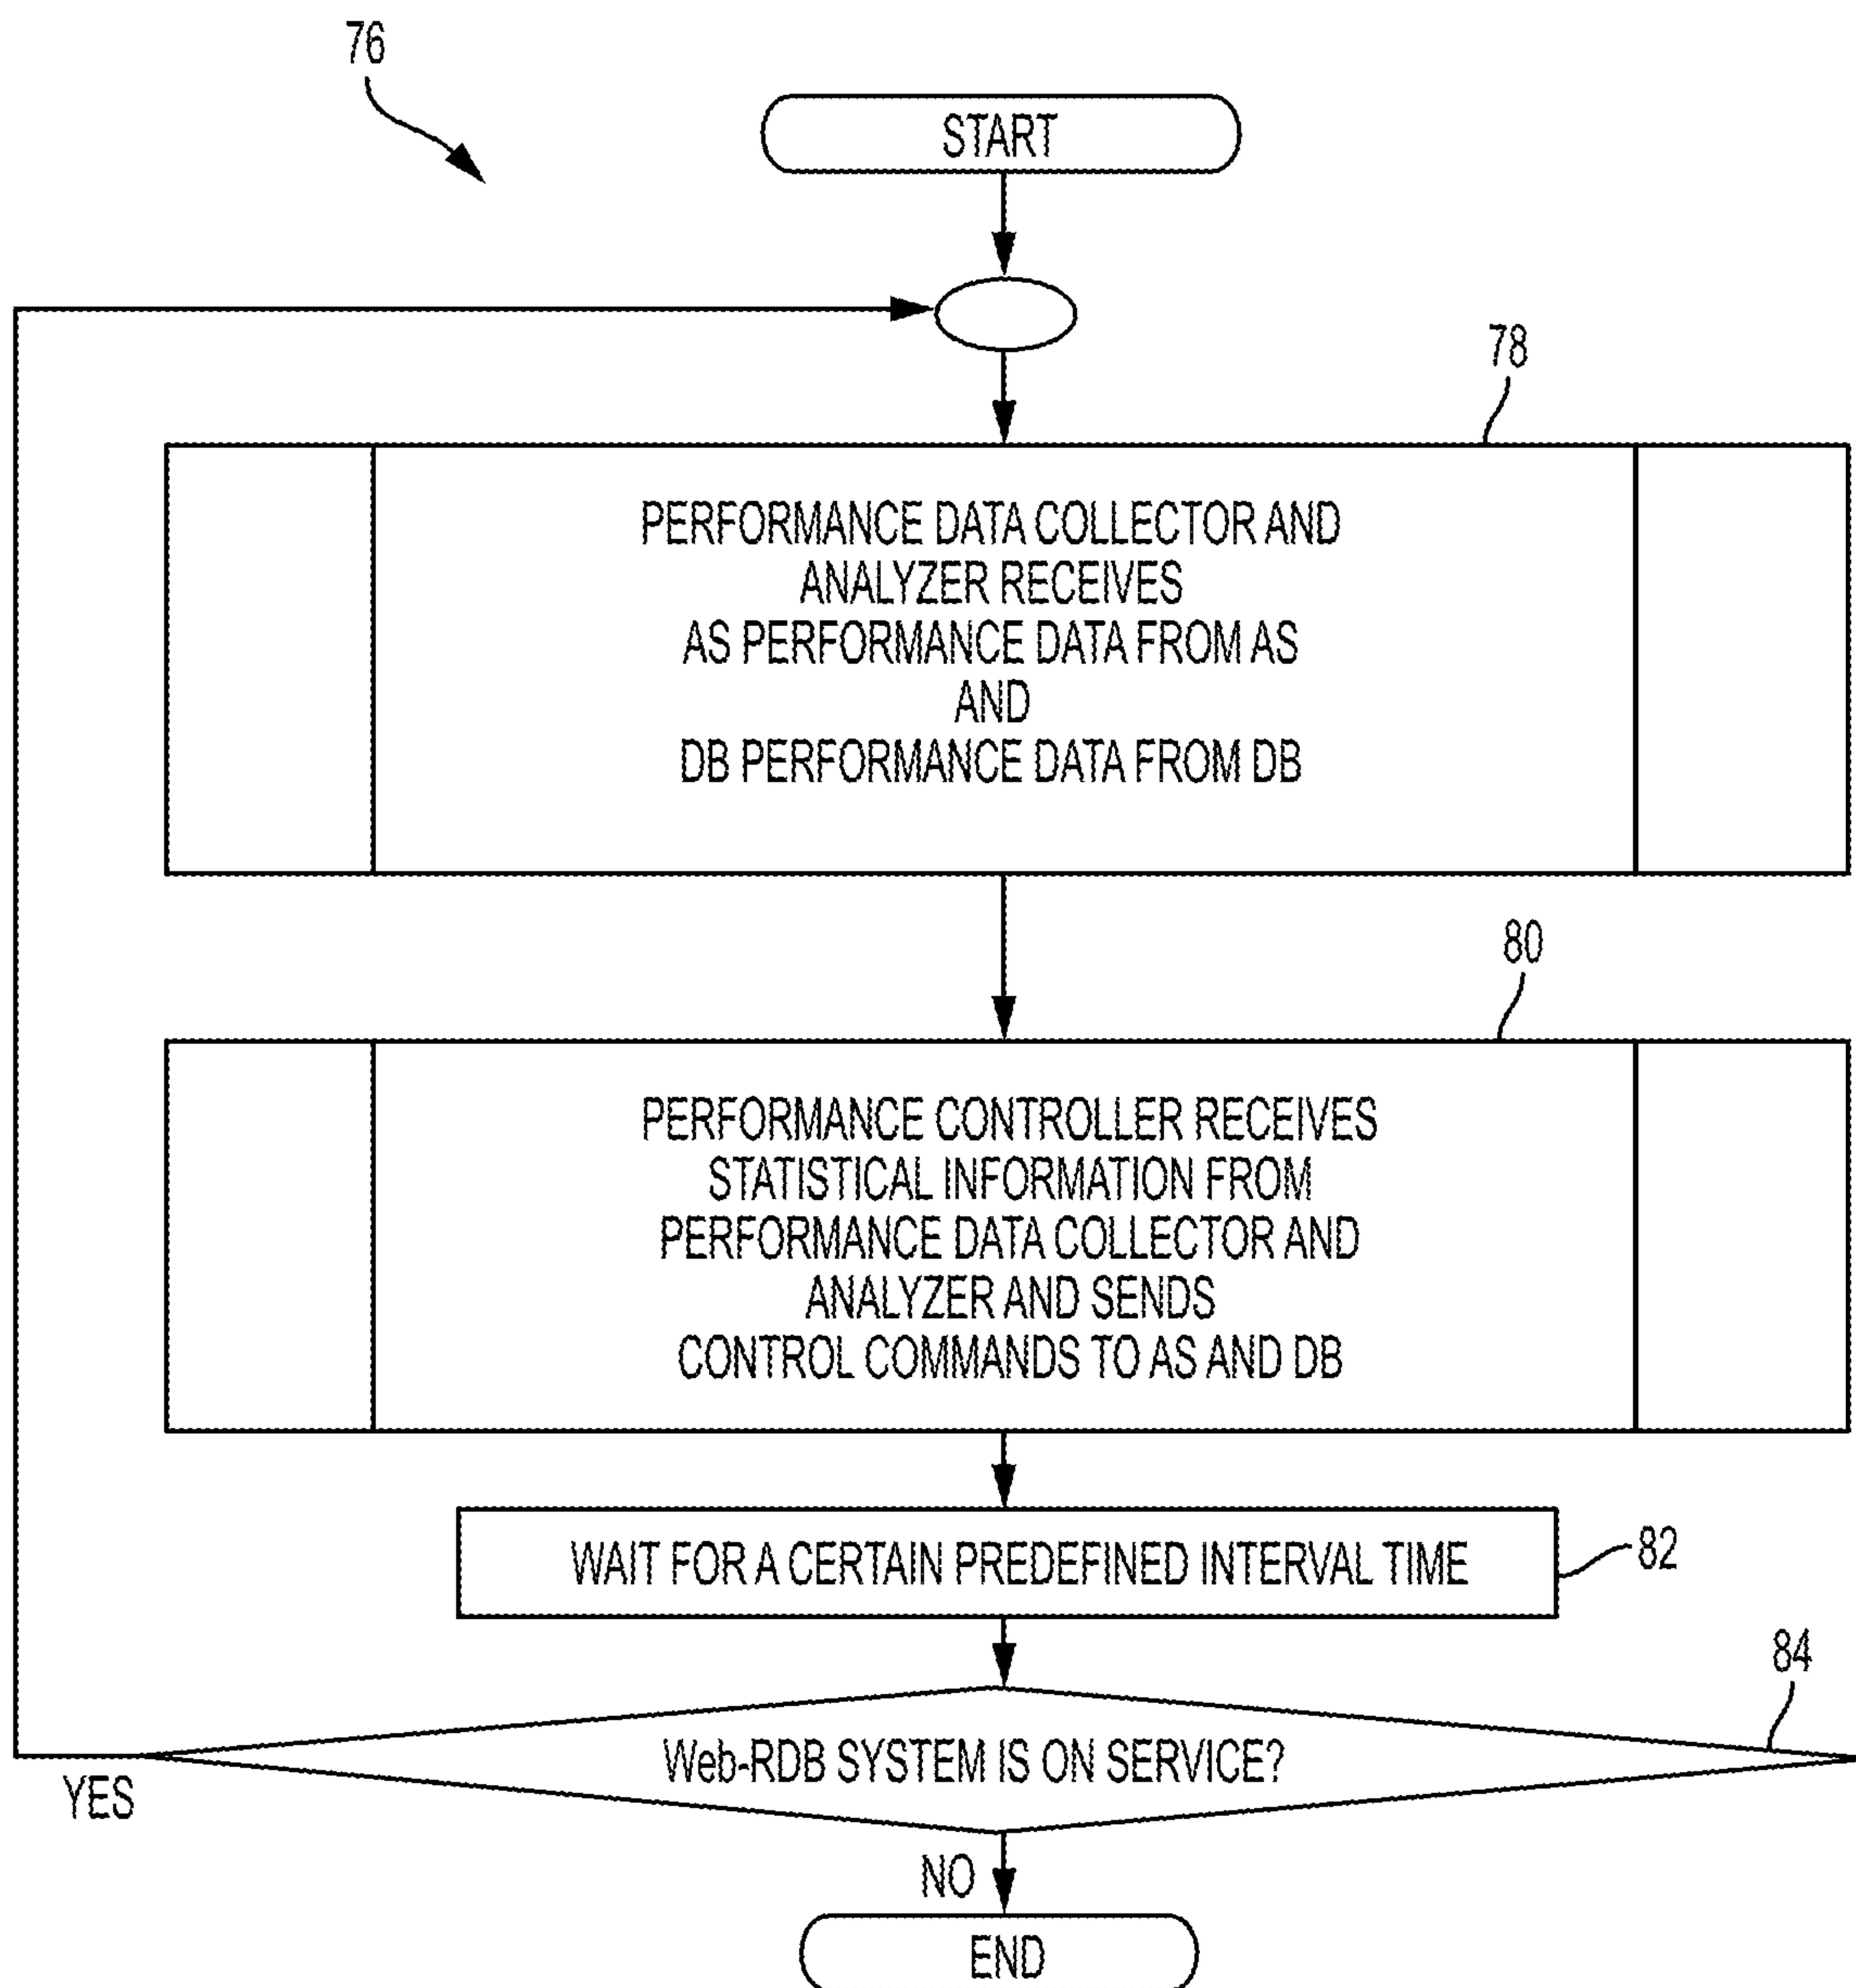 76
START
78
PERFORMANCE DATA COLLECTOR AND
ANALYZER RECEIVES
AS PERFORMANCE DATA FROM AS
AND
DB PERFORMANCE DATA FROM DB
80
PERFORMANCE CONTROLLER RECEIVES
STATISTICAL INFORMATION FROM
PERFORMANCE DATA COLLECTOR AND
ANALYZER AND SENDS
CONTROL COMMANDS TO AS AND DB
WAIT FOR A CERTAIN PREDEFINED INTERVAL TIME
82
84
Web-RDB SYSTEM IS ON SERVICE?
YES
NO
END